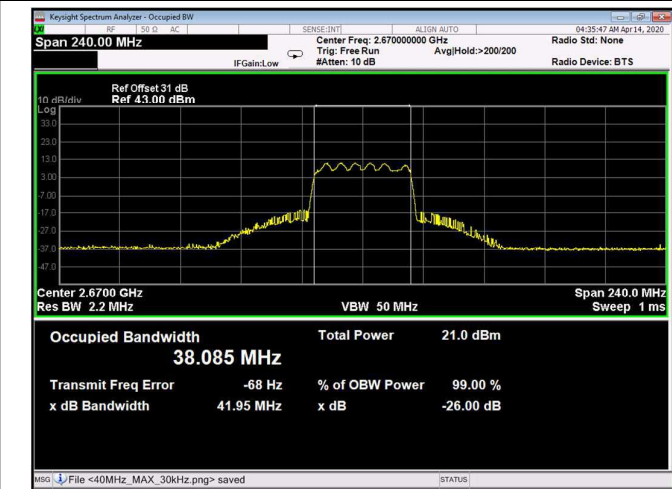 Keysight Spectrum Analyzer - Occupied BW
LXI RF 50 Ω AC SENSE:INT ALIGN AUTO 04:35:47 AM Apr 14, 2020
Span 240.00 MHz Center Freq: 2.670000000 GHz Radio Std: None
Trig: Free Run Avg|Hold:>200/200
IFGain:Low #Atten: 10 dB Radio Device: BTS
Ref Offset 31 dB
10 dB/div Ref 43.00 dBm
Log
33.0
23.0
13.0
3.00
-7.00
-17.0
-27.0
-37.0
-47.0
Center 2.6700 GHz Span 240.0 MHz
Res BW 2.2 MHz VBW 50 MHz Sweep 1 ms
Occupied Bandwidth Total Power 21.0 dBm
38.085 MHz
Transmit Freq Error -68 Hz % of OBW Power 99.00 %
x dB Bandwidth 41.95 MHz x dB -26.00 dB
MSG File <40MHz_MAX_30kHz.png> saved STATUS